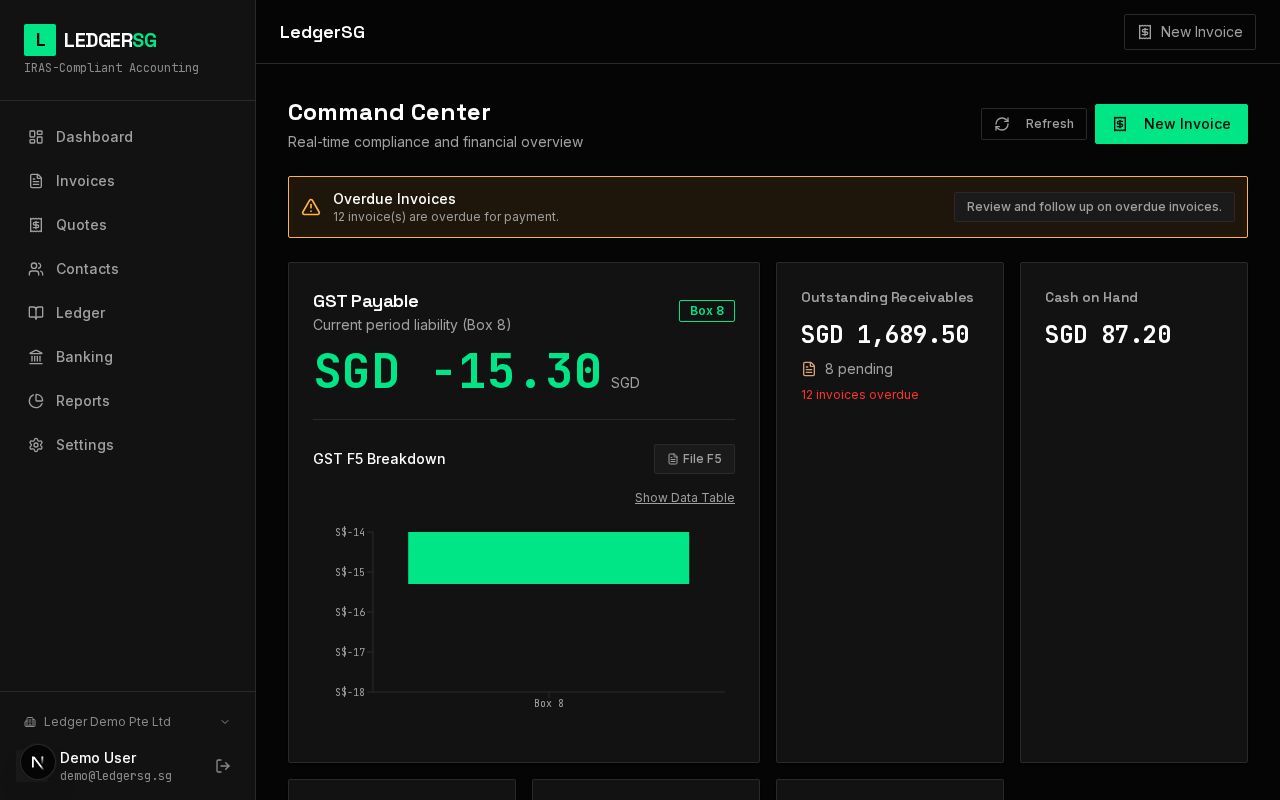 L LEDGERSG
IRAS-Compliant Accounting
Dashboard
Invoices
Quotes
Contacts
Ledger
Banking
Reports
Settings
Ledger Demo Pte Ltd
N
Demo User
demo@ledgersg.sg
LedgerSG
New Invoice
Command Center
Real-time compliance and financial overview
Refresh
New Invoice
Overdue Invoices
12 invoice(s) are overdue for payment.
Review and follow up on overdue invoices.
GST Payable
Current period liability (Box 8)
Box 8
SGD -15.30 SGD
GST F5 Breakdown
File F5
Show Data Table
S$-14
S$-15
S$-16
S$-17
S$-18
Box 8
Outstanding Receivables
SGD 1,689.50
8 pending
12 invoices overdue
Cash on Hand
SGD 87.20